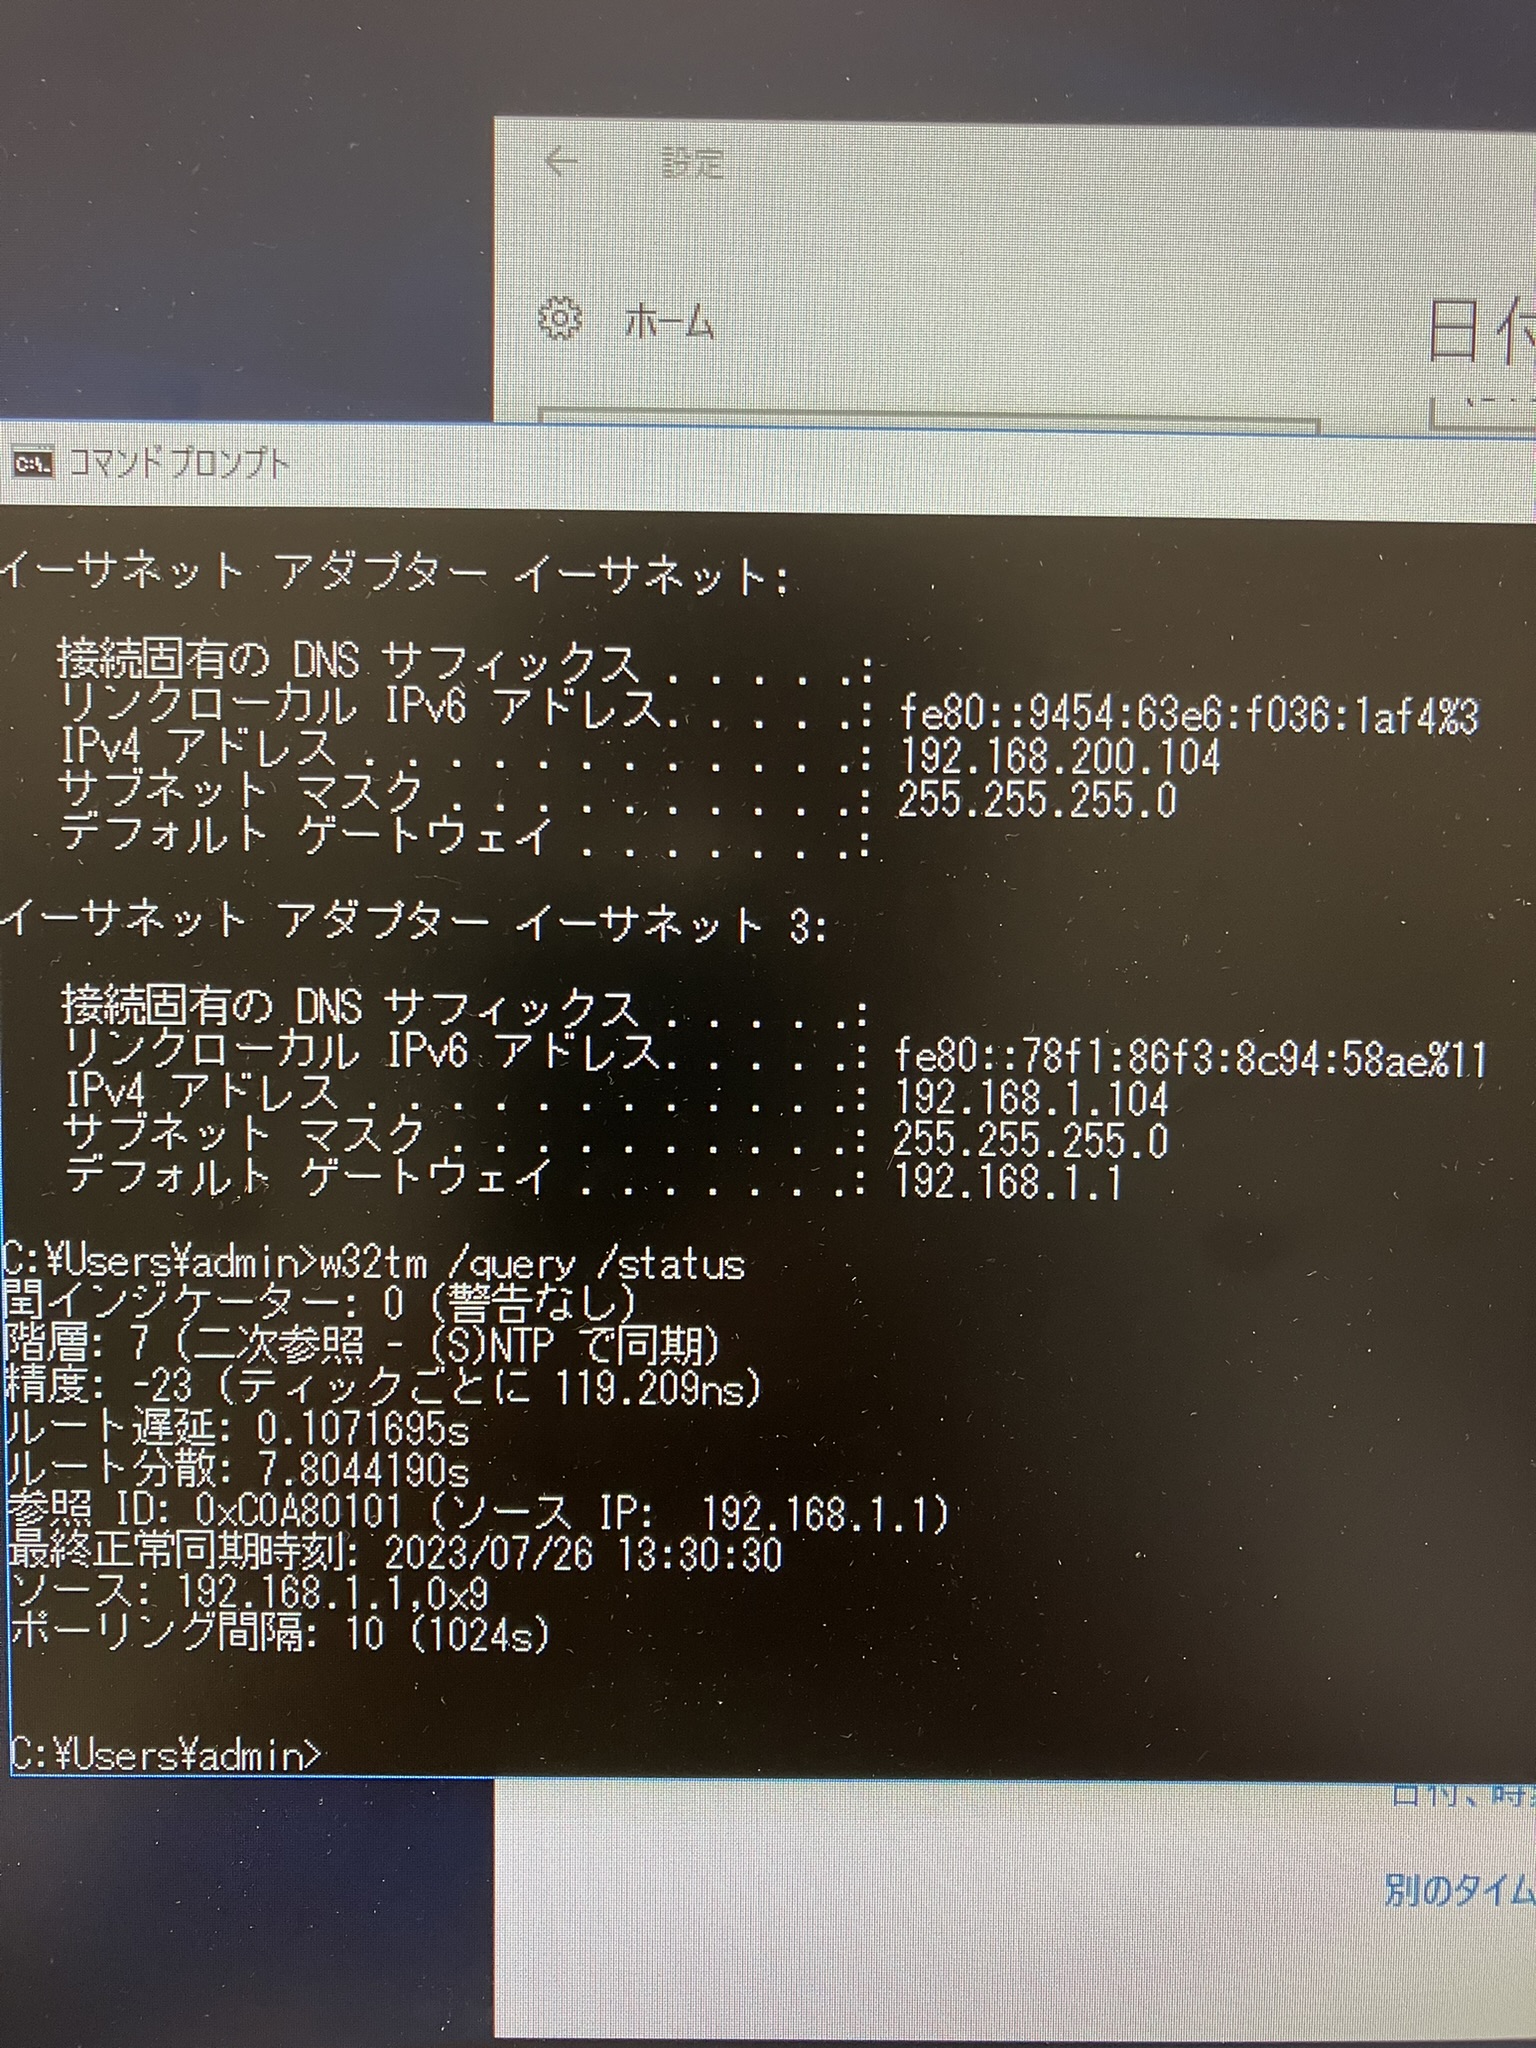 ← 設定
ホーム
日付
コマンド プロンプト
イーサネット アダプター イーサネット:
接続固有の DNS サフィックス . . . . .:
リンクローカル IPv6 アドレス. . . . .: fe80::9454:63e6:f036:1af4%3
IPv4 アドレス . . . . . . . . . . . .: 192.168.200.104
サブネット マスク . . . . . . . . . .: 255.255.255.0
デフォルト ゲートウェイ . . . . . . .:
イーサネット アダプター イーサネット 3:
接続固有の DNS サフィックス . . . . .:
リンクローカル IPv6 アドレス. . . . .: fe80::78f1:86f3:8c94:58ae%11
IPv4 アドレス . . . . . . . . . . . .: 192.168.1.104
サブネット マスク . . . . . . . . . .: 255.255.255.0
デフォルト ゲートウェイ . . . . . . .: 192.168.1.1
C:¥Users¥admin>w32tm /query /status
閏インジケーター: 0 (警告なし)
階層: 7 (二次参照 - (S)NTP で同期)
精度: -23 (ティックごとに 119.209ns)
ルート遅延: 0.1071695s
ルート分散: 7.8044190s
参照 ID: 0xC0A80101 (ソース IP:  192.168.1.1)
最終正常同期時刻: 2023/07/26 13:30:30
ソース: 192.168.1.1,0x9
ポーリング間隔: 10 (1024s)
C:¥Users¥admin>
日付、時
別のタイム